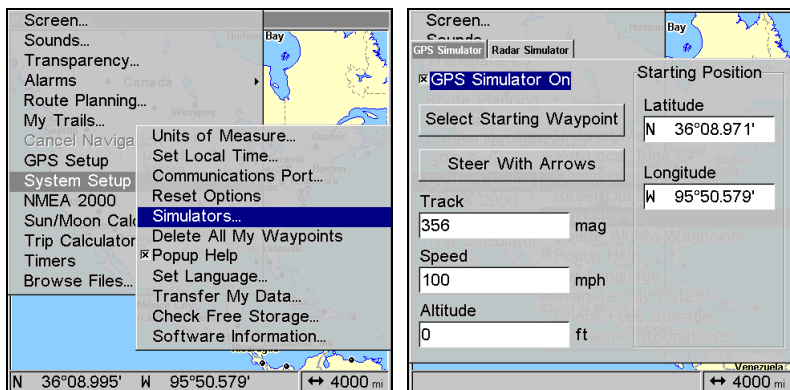 Screen...
Sounds...
Transparency...
Alarms
Route Planning...
My Trails...
Cancel Naviga
GPS Setup
System Setup
NMEA 2000
Sun/Moon Calc
Trip Calculator
Timers
Browse Files...
Units of Measure...
Set Local Time...
Communications Port...
Reset Options
Simulators...
Delete All My Waypoints
Popup Help
Set Language...
Transfer My Data...
Check Free Storage...
Software Information...
Hudson Bay
Canada
Winnipeg
Quebec
N 36°08.995' W 95°50.579' ↔ 4000 mi
Screen...
Sounds...
Bay
GPS Simulator Radar Simulator
GPS Simulator On
Select Starting Waypoint
Steer With Arrows
Track
356 mag
Speed
100 mph
Altitude
0 ft
Starting Position
Latitude
N 36°08.971'
Longitude
W 95°50.579'
Venezuela
↔ 4000 mi